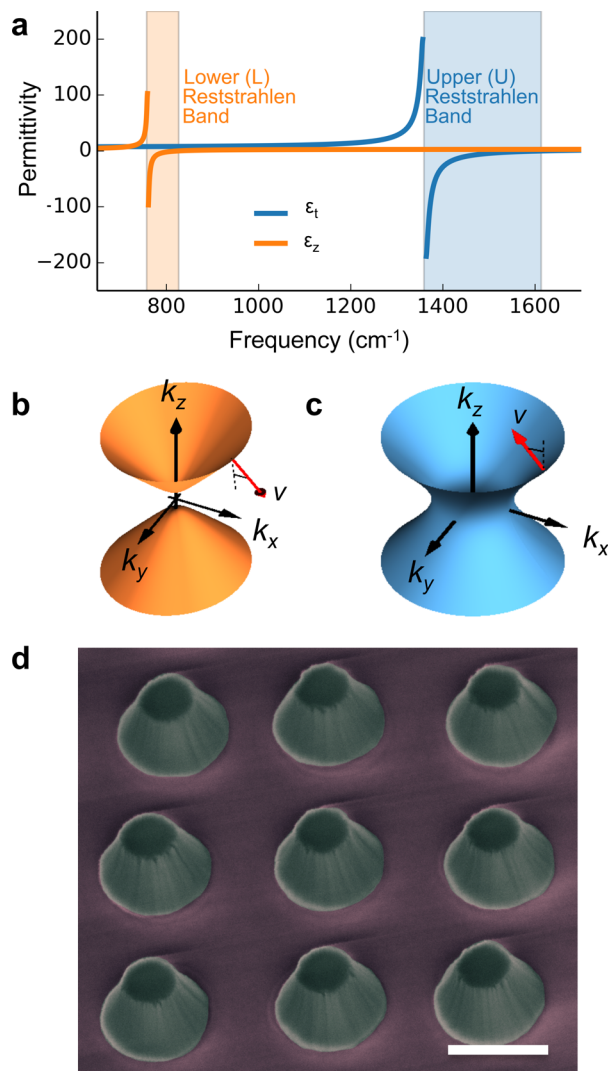 a
200
100
0
-100
−200
Permittivity
Lower (L)
Reststrahlen
Band
Upper (U)
Reststrahlen
Band
εt
εz
800
1000
1200
1400
1600
Frequency (cm⁻¹)
b
kz
v
kx
ky
c
kz
v
kx
ky
d